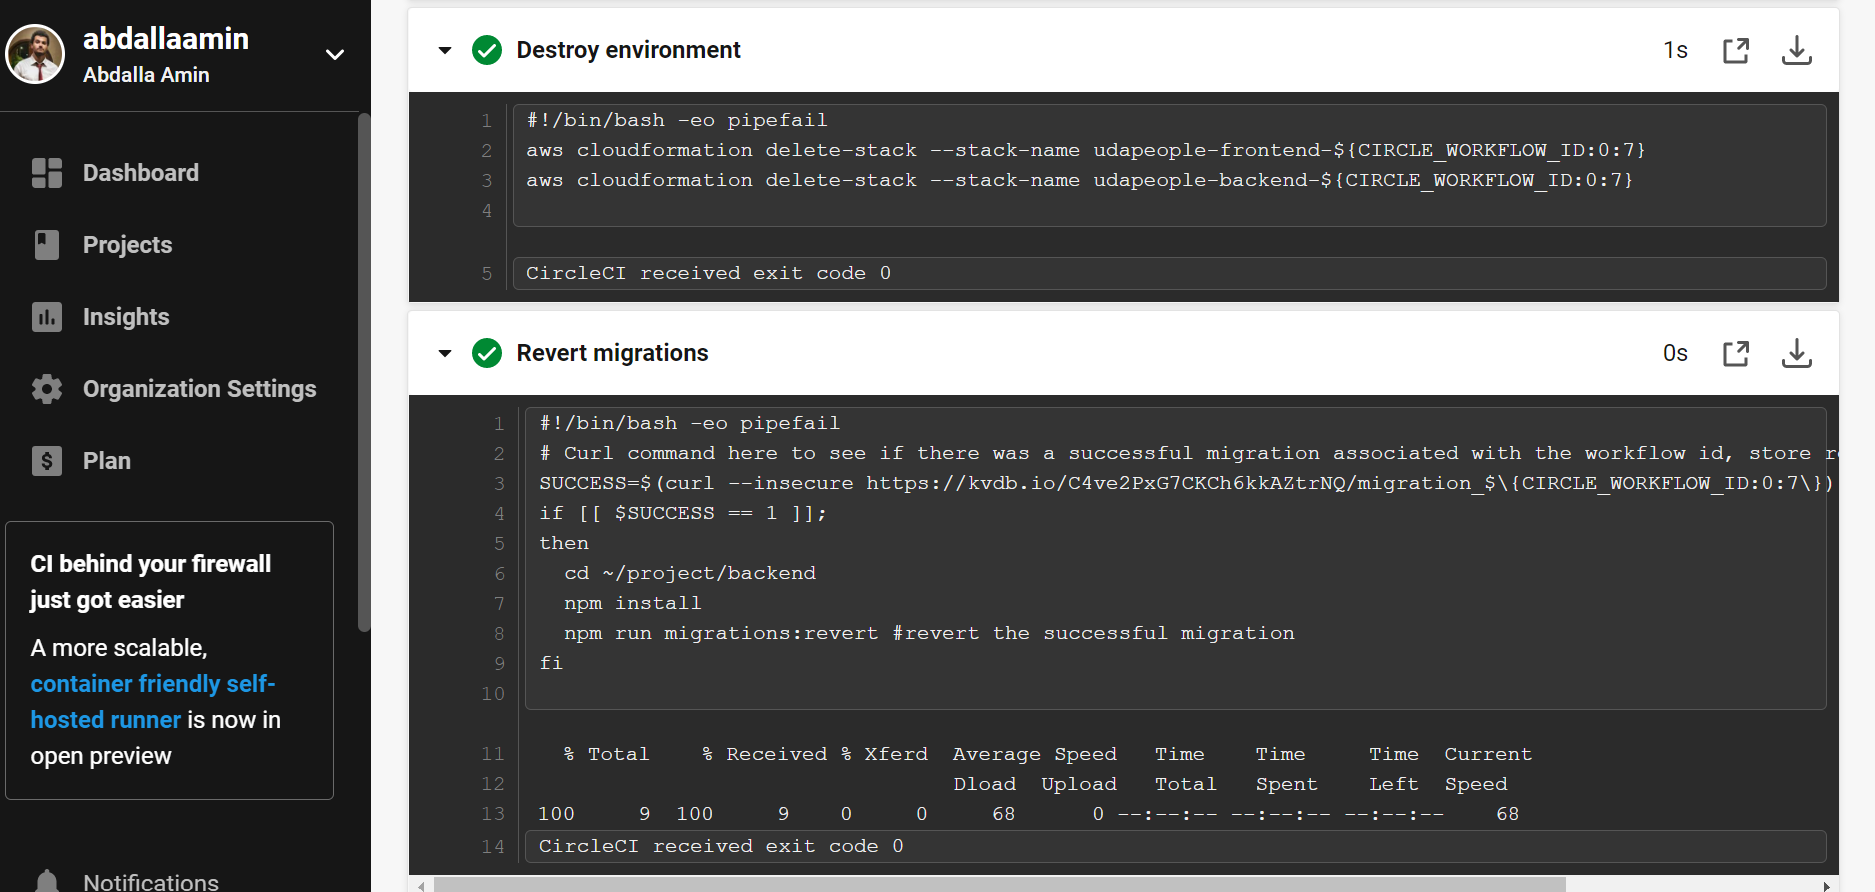 abdallaamin
Abdalla Amin
Dashboard
Projects
Insights
Organization Settings
Plan
CI behind your firewall
just got easier
A more scalable,
container friendly self-
hosted runner is now in
open preview
Notifications
Destroy environment
1s
1 #!/bin/bash -eo pipefail
2 aws cloudformation delete-stack --stack-name udapeople-frontend-${CIRCLE_WORKFLOW_ID:0:7}
3 aws cloudformation delete-stack --stack-name udapeople-backend-${CIRCLE_WORKFLOW_ID:0:7}
4
5 CircleCI received exit code 0
Revert migrations
0s
1 #!/bin/bash -eo pipefail
2 # Curl command here to see if there was a successful migration associated with the workflow id, store
3 SUCCESS=$(curl --insecure https://kvdb.io/C4ve2PxG7CKCh6kkAZtrNQ/migration_$\{CIRCLE_WORKFLOW_ID:0:7\})
4 if [[ $SUCCESS == 1 ]];
5 then
6 cd ~/project/backend
7 npm install
8 npm run migrations:revert #revert the successful migration
9 fi
10
11 % Total % Received % Xferd Average Speed Time Time Time Current
12 Dload Upload Total Spent Left Speed
13 100 9 100 9 0 0 68 0 --:--:-- --:--:-- --:--:-- 68
14 CircleCI received exit code 0